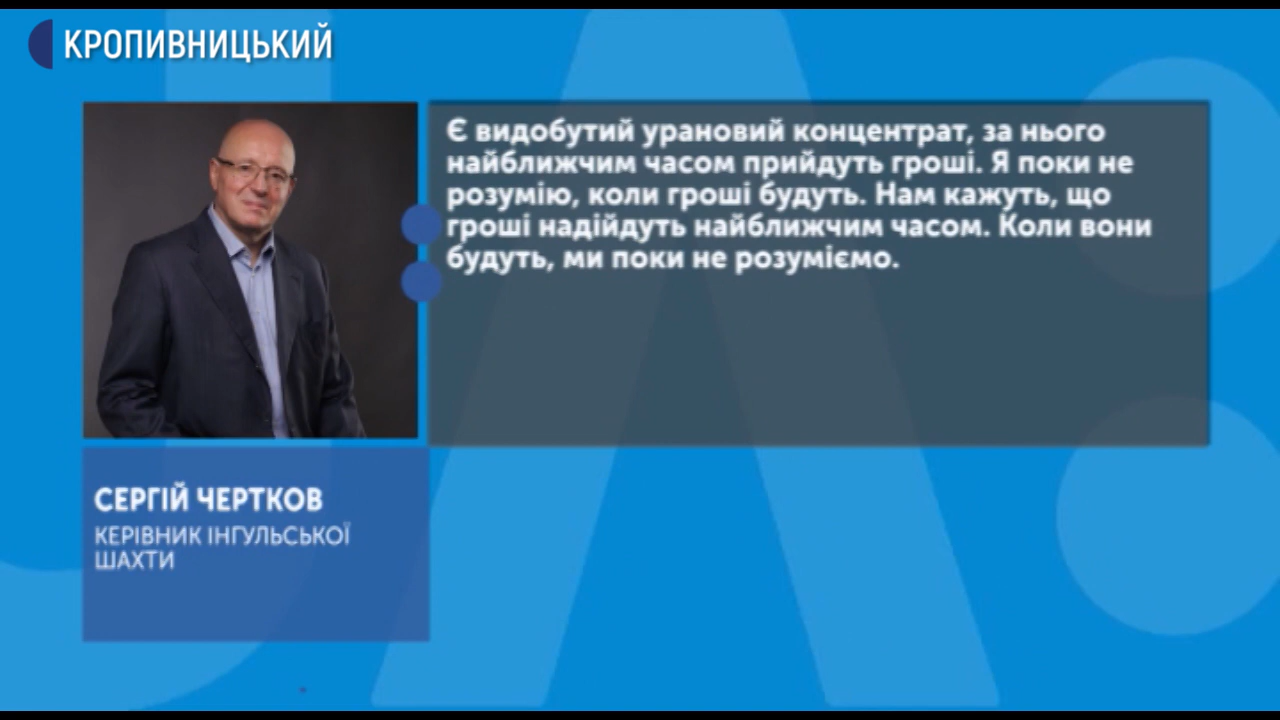 КРОПИВНИЦЬКИЙ
Є видобутий урановий концентрат, за нього
найближчим часом прийдуть гроші. Я поки не
розумію, коли гроші будуть. Нам кажуть, що
гроші надійдуть найближчим часом. Коли вони
будуть, ми поки не розуміємо.
СЕРГІЙ ЧЕРТКОВ
КЕРІВНИК ІНГУЛЬСЬКОЇ
ШАХТИ